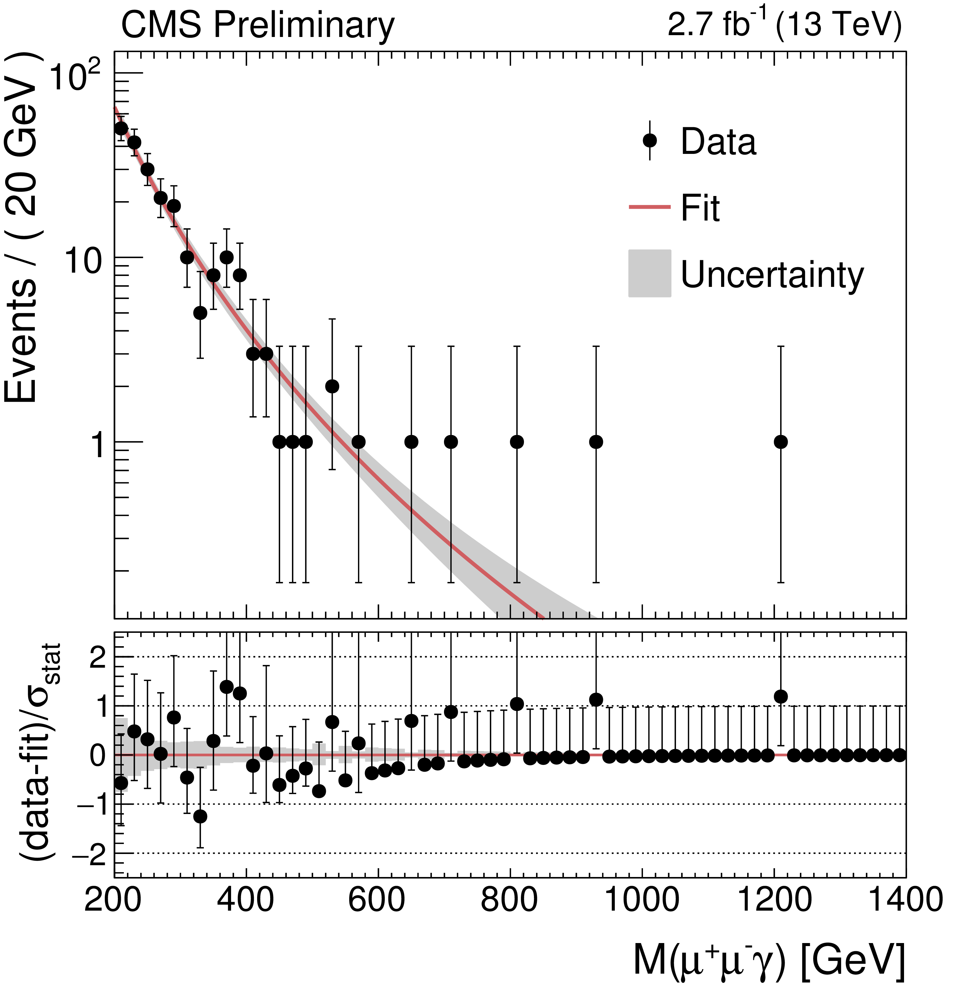 CMS Preliminary
2.7 fb⁻¹ (13 TeV)
Events / ( 20 GeV )
10²
10
1
Data
Fit
Uncertainty
(data-fit)/σ_stat
2
1
0
−1
−2
200 400 600 800 1000 1200 1400
M(μ⁺μ⁻γ) [GeV]